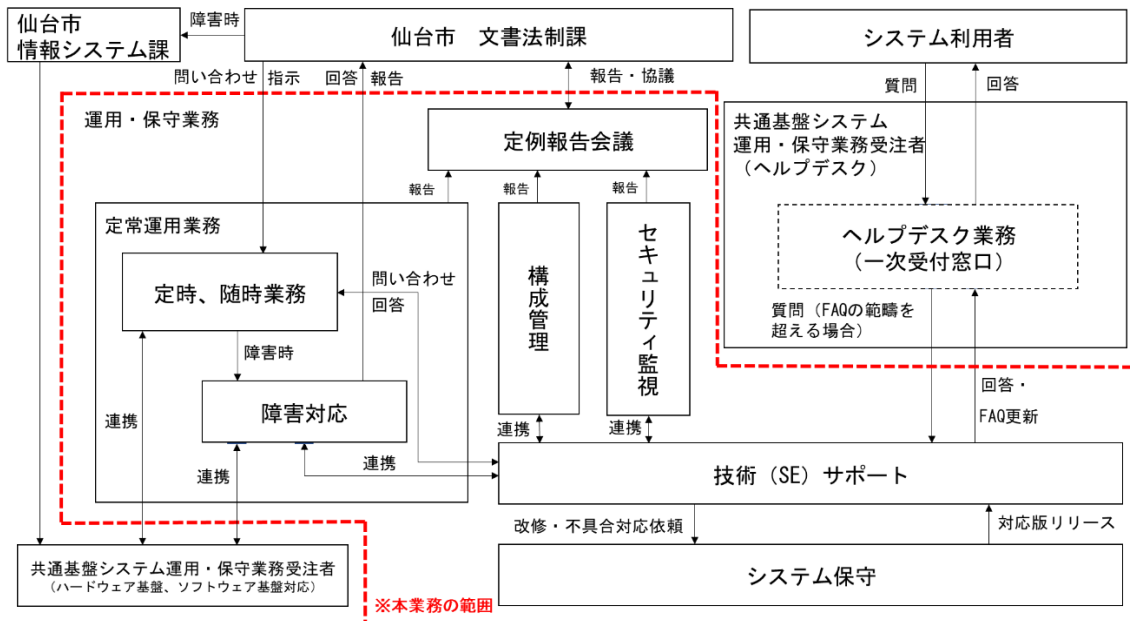 仙台市
情報システム課
障害時
仙台市 文書法制課
システム利用者
問い合わせ 指示
回答 報告
報告・協議
質問
回答
運用・保守業務
定例報告会議
共通基盤システム
運用・保守業務受注者
（ヘルプデスク）
報告
報告
報告
定常運用業務
定時、随時業務
問い合わせ
回答
構成管理
セキュリティ監視
ヘルプデスク業務
（一次受付窓口）
質問（FAQの範疇を
超える場合）
障害時
障害対応
連携
連携
連携
連携
連携
回答・
FAQ更新
技術（SE）サポート
改修・不具合対応依頼
対応版リリース
システム保守
共通基盤システム運用・保守業務受注者
（ハードウェア基盤、ソフトウェア基盤対応）
※本業務の範囲